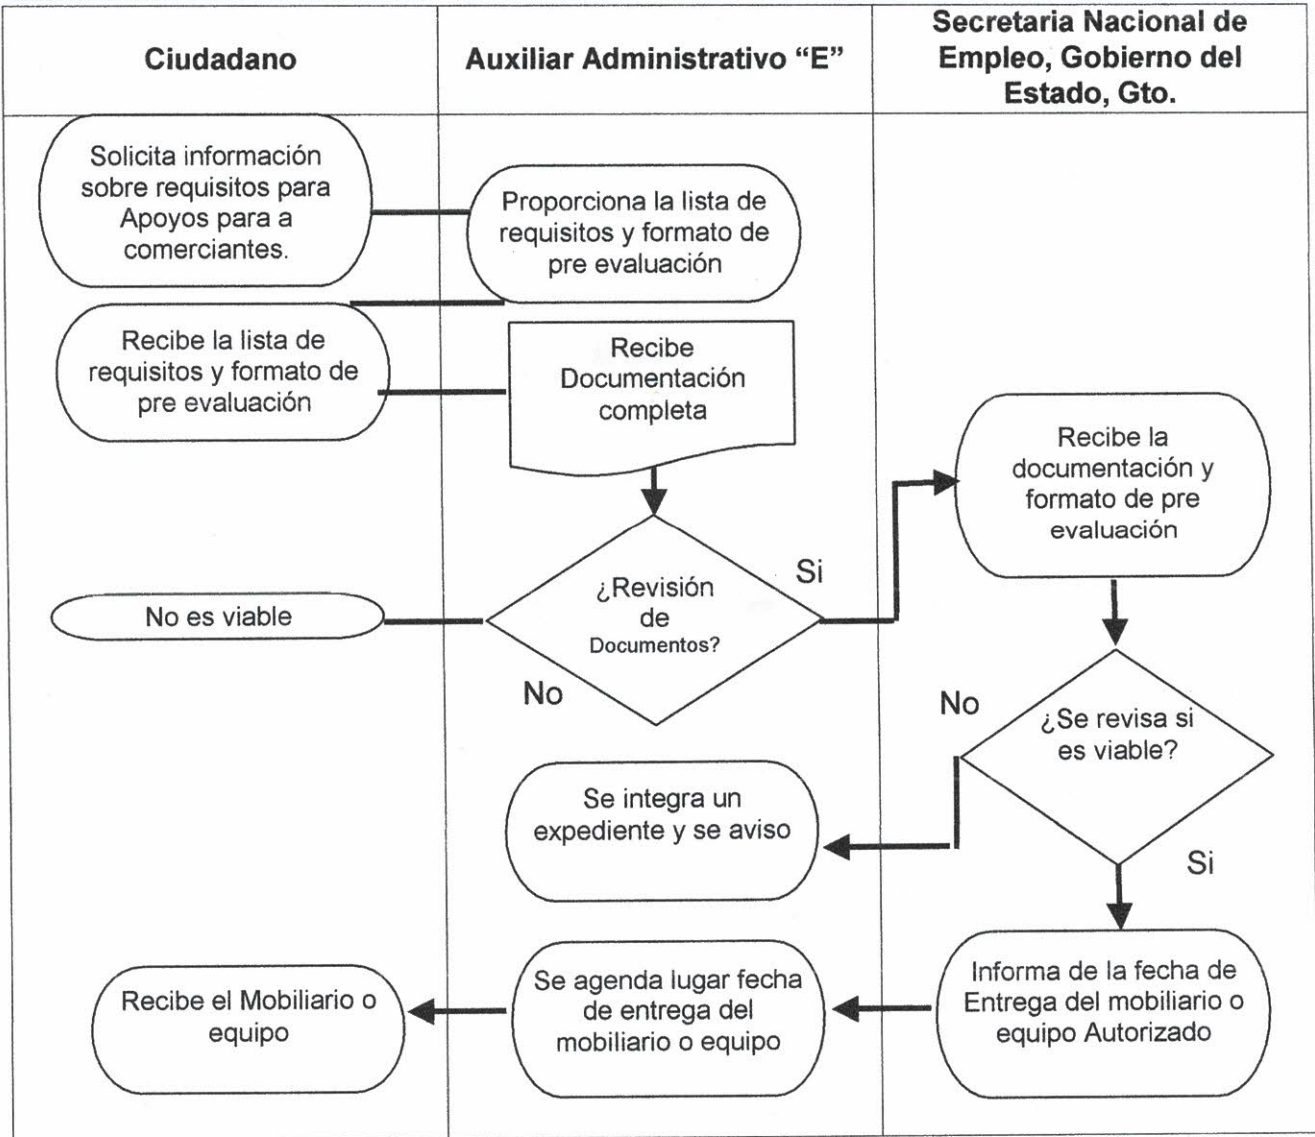 Ciudadano
Auxiliar Administrativo “E”
Secretaria Nacional de
Empleo, Gobierno del
Estado, Gto.
Solicita información
sobre requisitos para
Apoyos para a
comerciantes.
Proporciona la lista de
requisitos y formato de
pre evaluación
Recibe la lista de
requisitos y formato de
pre evaluación
Recibe
Documentación
completa
Recibe la
documentación y
formato de pre
evaluación
¿Revisión
de
Documentos?
Si
No
No es viable
¿Se revisa si
es viable?
No
Si
Se integra un
expediente y se aviso
Informa de la fecha de
Entrega del mobiliario o
equipo Autorizado
Se agenda lugar fecha
de entrega del
mobiliario o equipo
Recibe el Mobiliario o
equipo